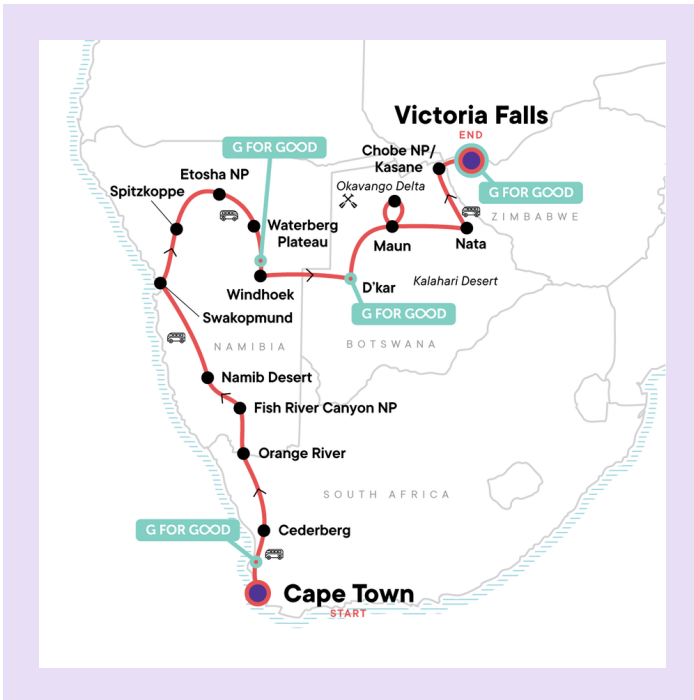 Victoria Falls
END
G FOR GOOD
Chobe NP/
Kasane
Etosha NP
Okavango Delta
Spitzkoppe
G FOR GOOD
ZIMBABWE
Waterberg
Plateau
Maun
Nata
Windhoek
D'kar
Kalahari Desert
G FOR GOOD
Swakopmund
NAMIBIA
BOTSWANA
Namib Desert
Fish River Canyon NP
Orange River
SOUTH AFRICA
G FOR GOOD
Cederberg
Cape Town
START